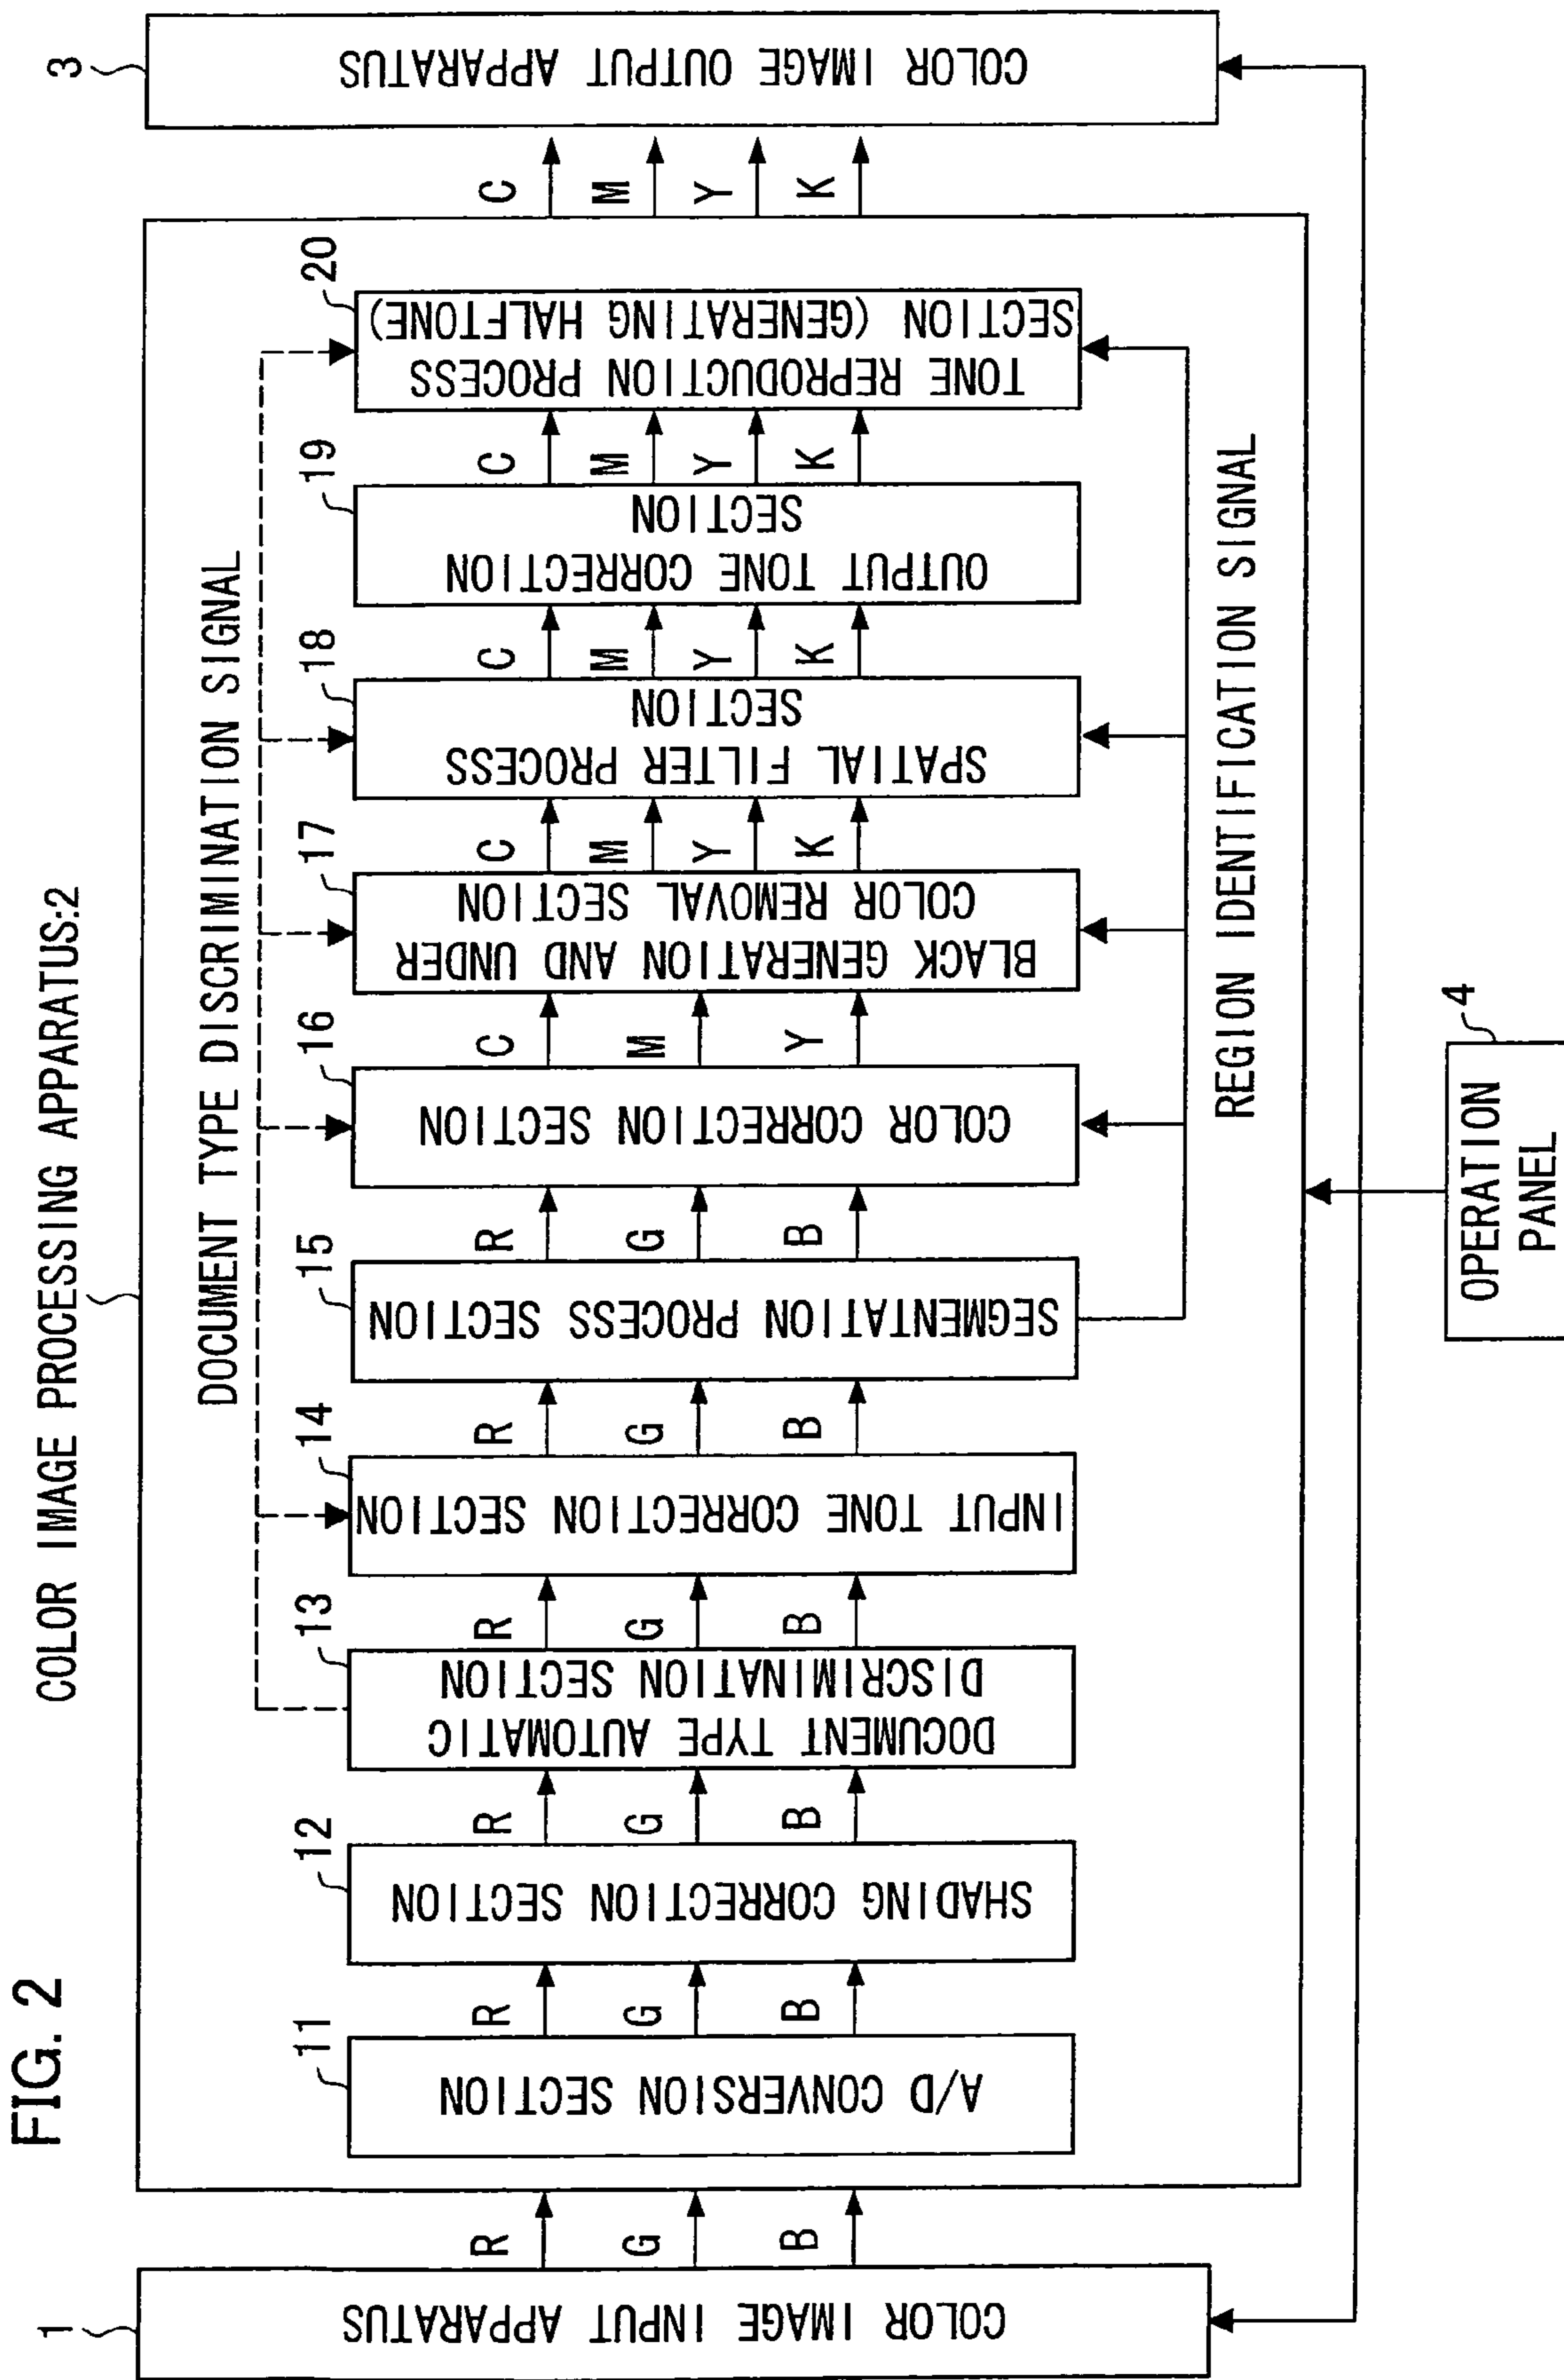 FIG. 2
COLOR IMAGE PROCESSING APPARATUS:2
1
COLOR IMAGE INPUT APPARATUS
R
G
B
11
A/D CONVERSION SECTION
R
G
B
12
SHADING CORRECTION SECTION
R
G
B
13
DOCUMENT TYPE AUTOMATIC
DISCRIMINATION SECTION
R
G
B
14
INPUT TONE CORRECTION SECTION
R
G
B
15
SEGMENTATION PROCESS SECTION
R
G
B
16
COLOR CORRECTION SECTION
C
M
Y
17
BLACK GENERATION AND UNDER
COLOR REMOVAL SECTION
C
M
Y
K
18
SPATIAL FILTER PROCESS
SECTION
C
M
Y
K
19
OUTPUT TONE CORRECTION
SECTION
C
M
Y
K
20
TONE REPRODUCTION PROCESS
SECTION (GENERATING HALFTONE)
C
M
Y
K
3
COLOR IMAGE OUTPUT APPARATUS
DOCUMENT TYPE DISCRIMINATION SIGNAL
REGION IDENTIFICATION SIGNAL
4
OPERATION
PANEL